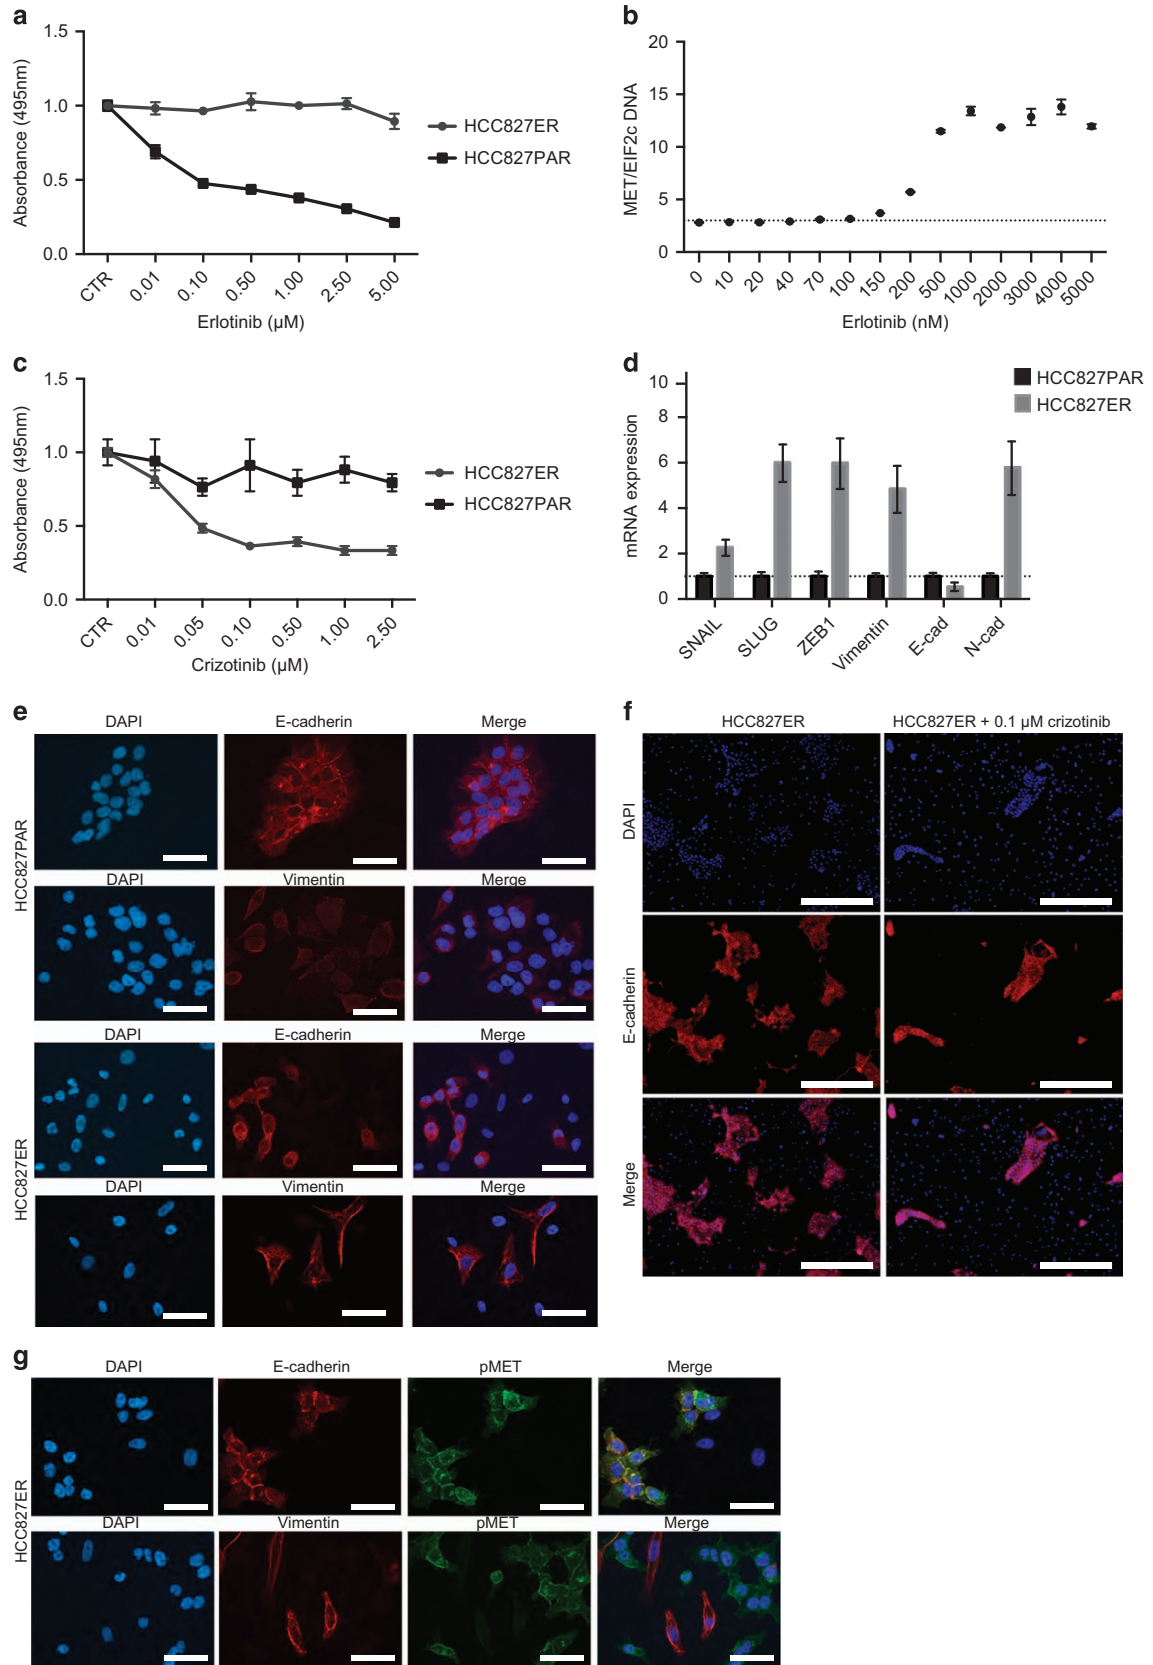 a
1.5
1.0
0.5
0.0
Absorbance (495nm)
CTR
0.01
0.10
0.50
1.00
2.50
5.00
Erlotinib (µM)
HCC827ER
HCC827PAR
b
20
15
10
5
0
MET/EIF2c DNA
0
10
20
40
70
100
150
200
500
1000
2000
3000
4000
5000
Erlotinib (nM)
c
1.5
1.0
0.5
0.0
Absorbance (495nm)
CTR
0.01
0.05
0.10
0.50
1.00
2.50
Crizotinib (µM)
HCC827ER
HCC827PAR
d
10
8
6
4
2
0
mRNA expression
SNAIL
SLUG
ZEB1
Vimentin
E-cad
N-cad
HCC827PAR
HCC827ER
e
DAPI E-cadherin Merge
HCC827PAR
DAPI Vimentin Merge
DAPI E-cadherin Merge
HCC827ER
DAPI Vimentin Merge
f
HCC827ER HCC827ER + 0.1 µM crizotinib
DAPI
E-cadherin
Merge
g
DAPI E-cadherin pMET Merge
HCC827ER
DAPI Vimentin pMET Merge